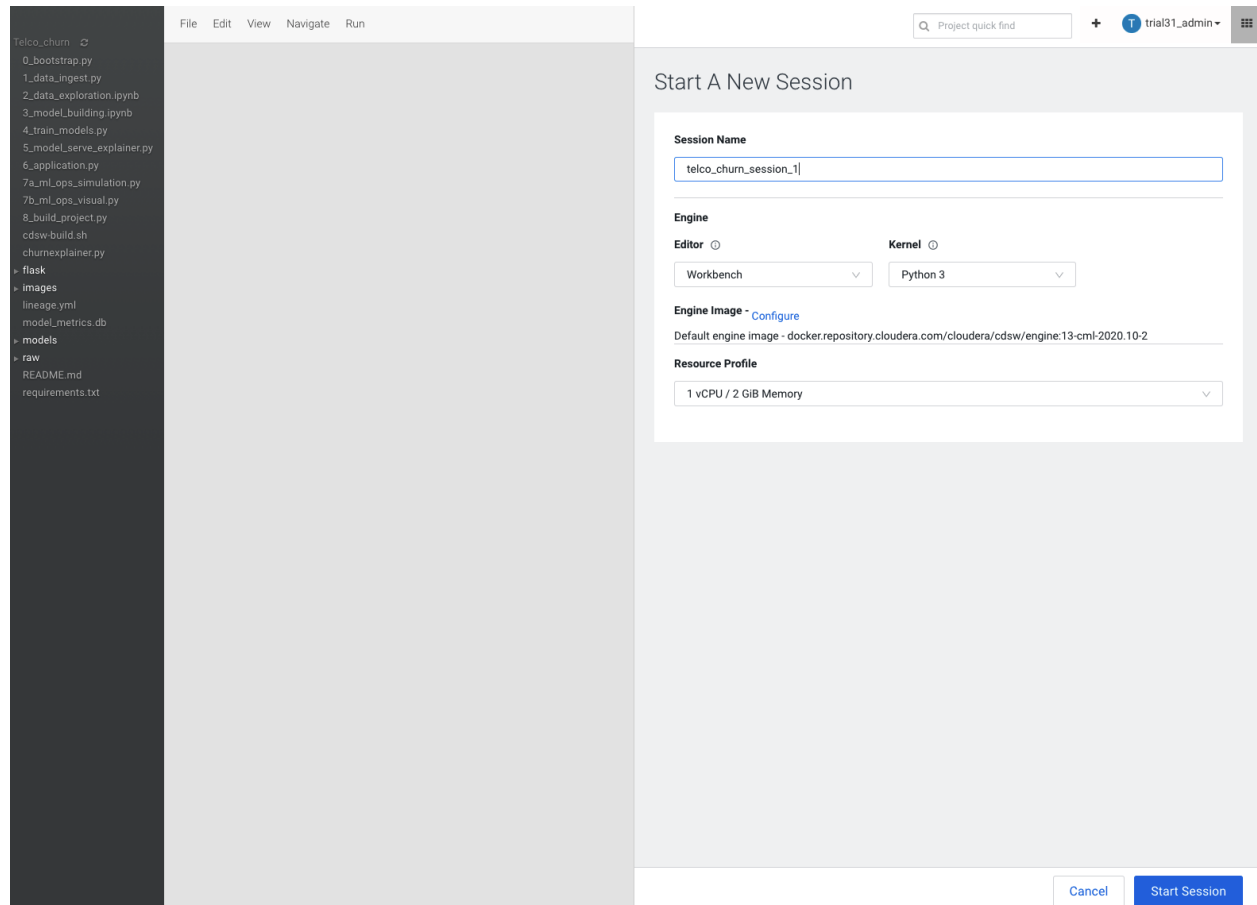 File Edit View Navigate Run
Project quick find
+
T trial31_admin
Telco_churn
0_bootstrap.py
1_data_ingest.py
2_data_exploration.ipynb
3_model_building.ipynb
4_train_models.py
5_model_serve_explainer.py
6_application.py
7a_ml_ops_simulation.py
7b_ml_ops_visual.py
8_build_project.py
cdsw-build.sh
churnexplainer.py
flask
images
lineage.yml
model_metrics.db
models
raw
README.md
requirements.txt
Start A New Session
Session Name
telco_churn_session_1
Engine
Editor Kernel
Workbench Python 3
Engine Image - Configure
Default engine image - docker.repository.cloudera.com/cloudera/cdsw/engine:13-cml-2020.10-2
Resource Profile
1 vCPU / 2 GiB Memory
Cancel Start Session